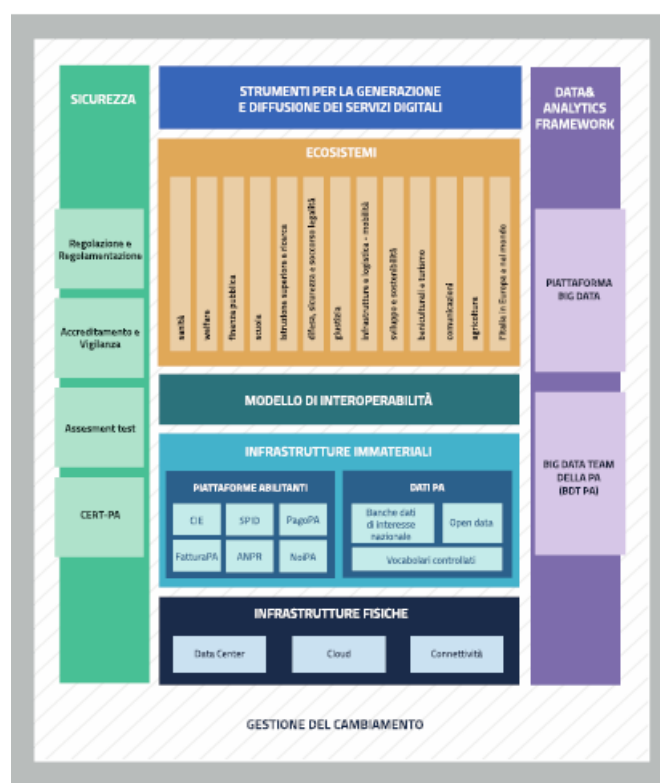 SICUREZZA
Regolazione e
Regolamentazione
Accreditamento e
Vigilanza
Assesment test
CERT-PA
STRUMENTI PER LA GENERAZIONE
E DIFFUSIONE DEI SERVIZI DIGITALI
ECOSISTEMI
sanità
welfare
finanza pubblica
scuola
istruzione superiore e ricerca
difesa, sicurezza e soccorso legalità
giustizia
infrastrutture e logistica - mobilità
sviluppo e sostenibilità
beni culturali e turismo
comunicazioni
agricoltura
l'Italia in Europa e nel mondo
MODELLO DI INTEROPERABILITÀ
INFRASTRUTTURE IMMATERIALI
PIATTAFORME ABILITANTI
CIE
SPID
PagoPA
FatturaPA
ANPR
NoiPA
DATI PA
Banche dati
di interesse
nazionale
Open data
Vocabolari controllati
INFRASTRUTTURE FISICHE
Data Center
Cloud
Connettività
DATA&
ANALYTICS
FRAMEWORK
PIATTAFORMA
BIG DATA
BIG DATA TEAM
DELLA PA
(BDT PA)
GESTIONE DEL CAMBIAMENTO